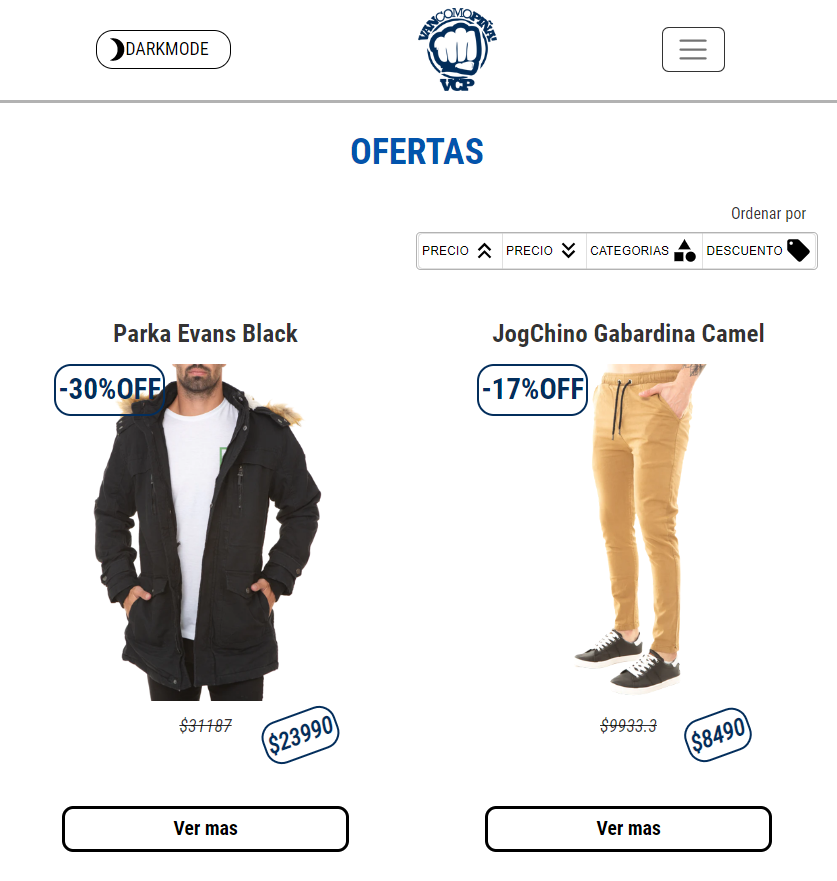 DARKMODE
VANCOMOPIÑA!
VCP
OFERTAS
Ordenar por
PRECIO
PRECIO
CATEGORIAS
DESCUENTO
Parka Evans Black
JogChino Gabardina Camel
-30%OFF
-17%OFF
$31187
$23990
$9933.3
$8490
Ver mas
Ver mas